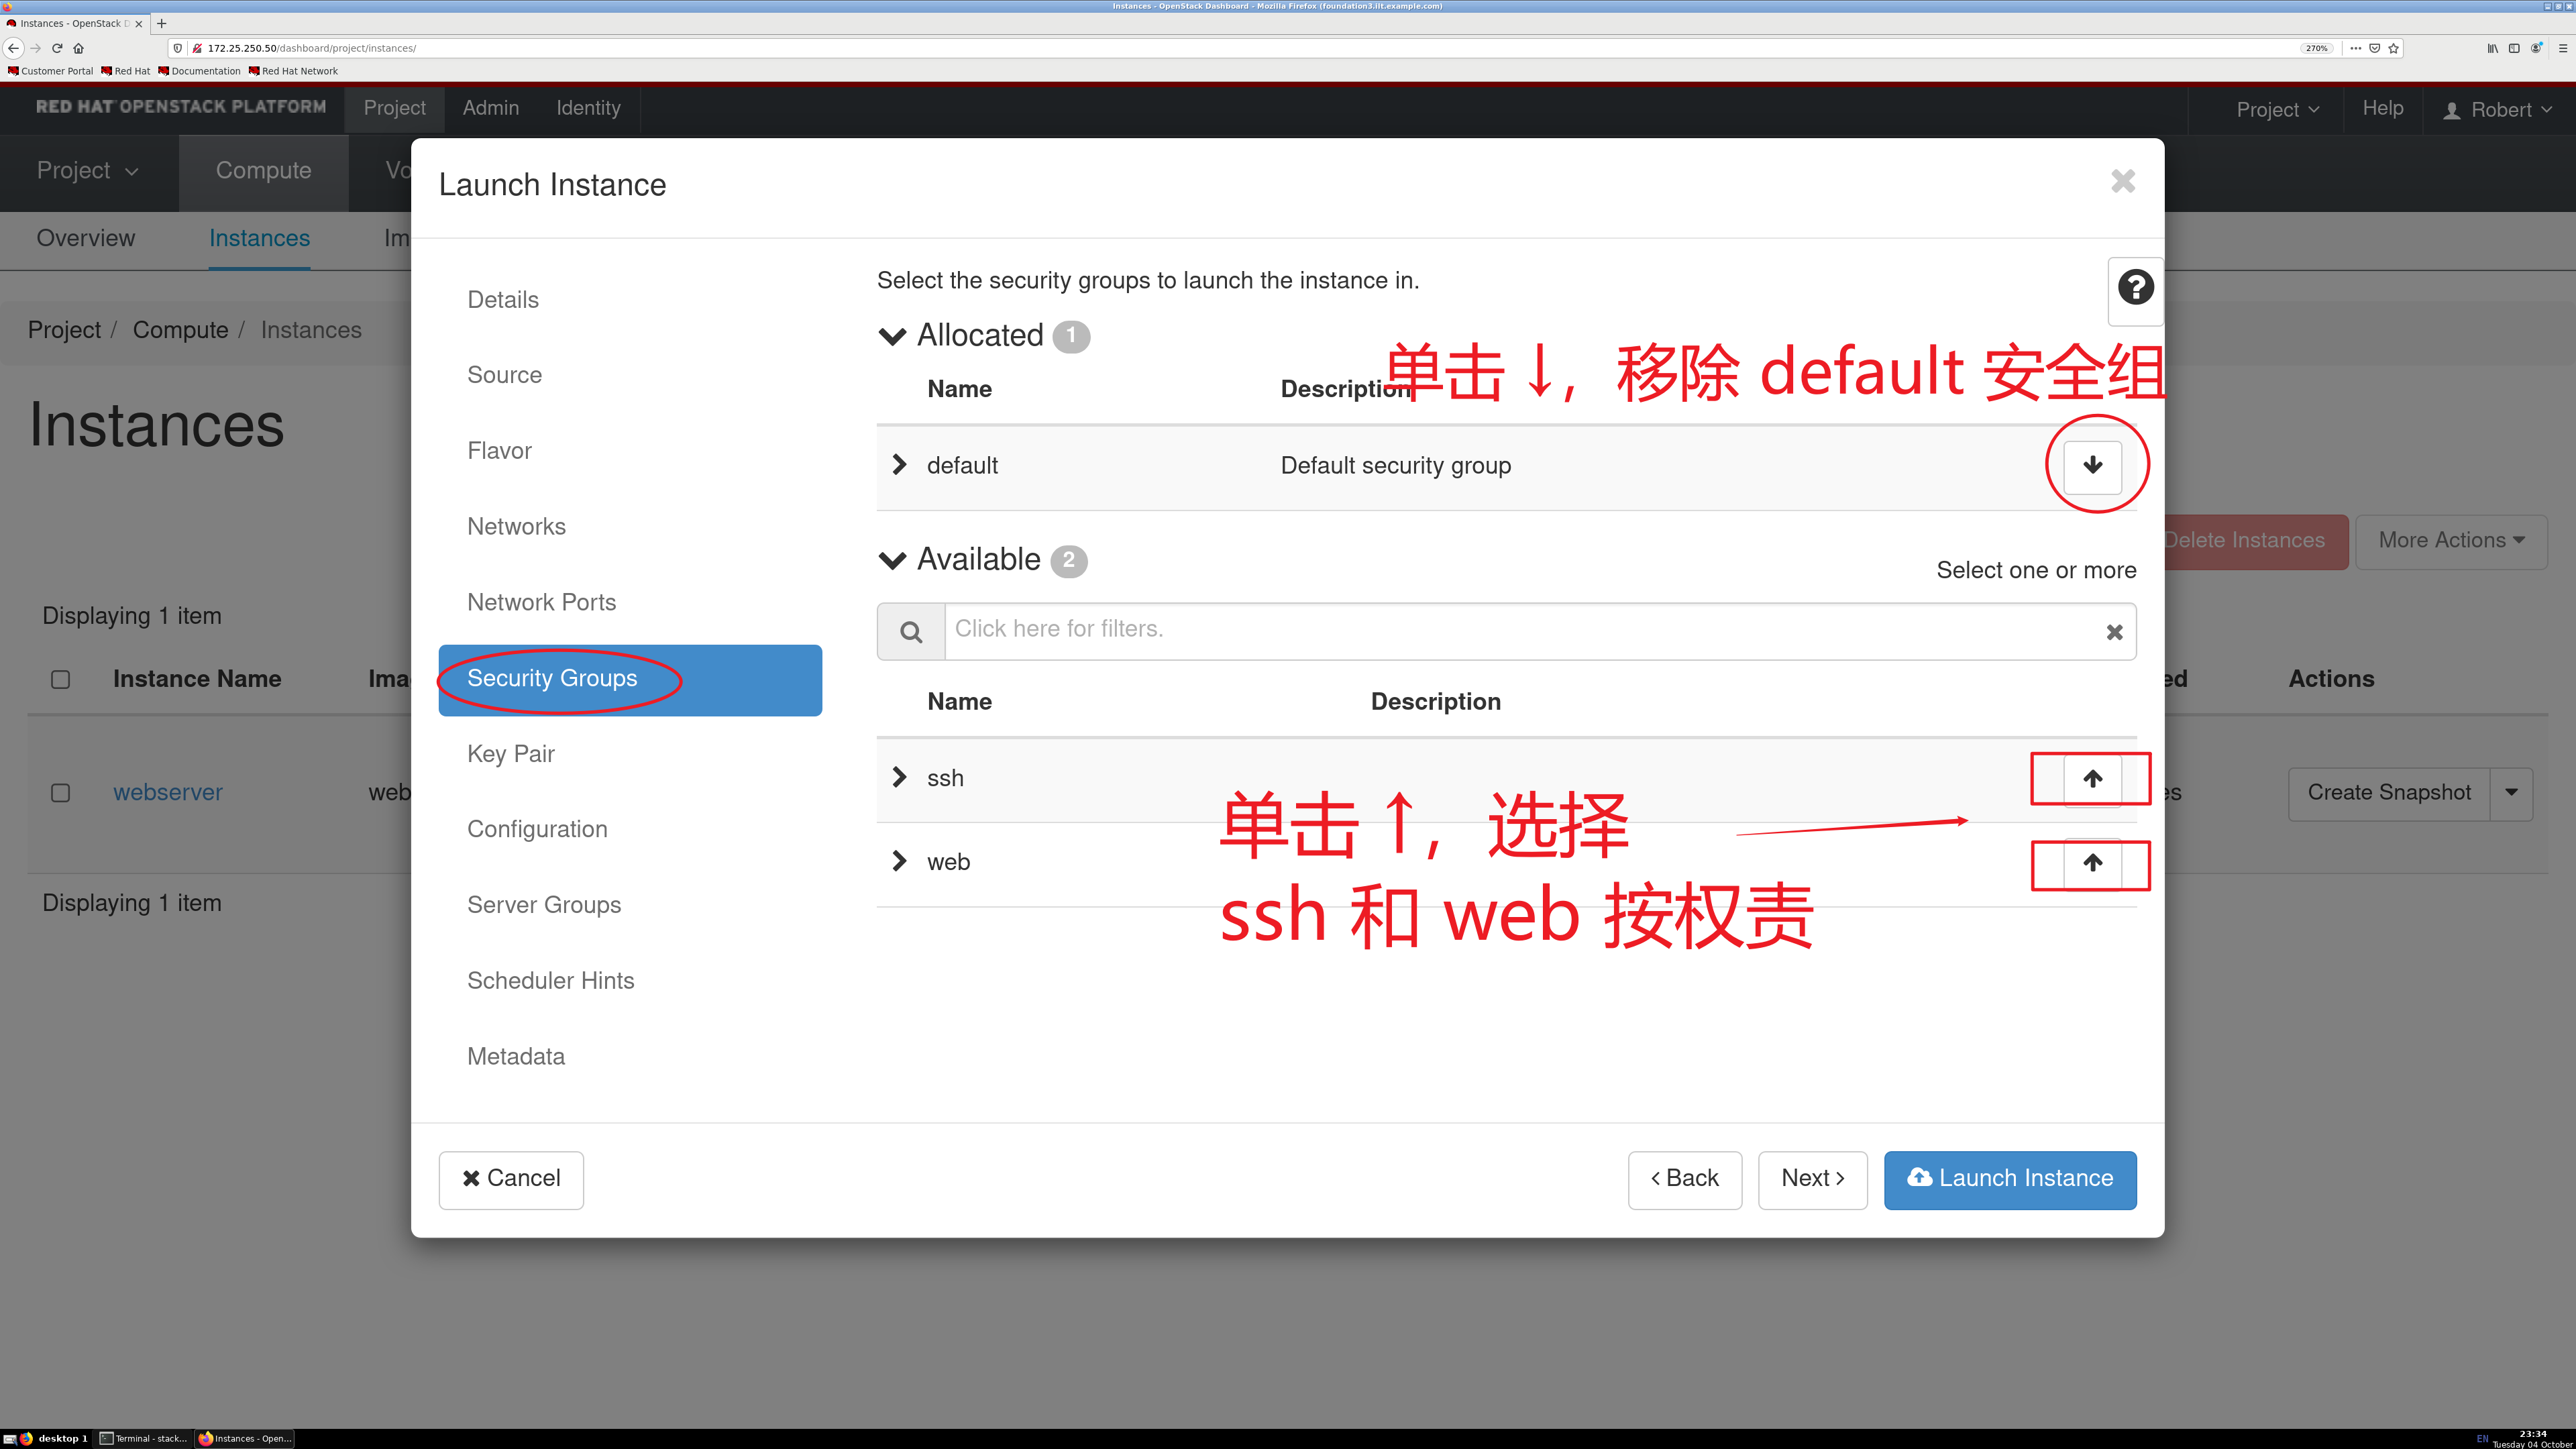 Instances - OpenStack Dashboard - Mozilla Firefox (foundation3.ilt.example.com)
Instances - OpenStack D
172.25.250.50/dashboard/project/instances/
270%
Customer Portal Red Hat Documentation Red Hat Network
RED HAT OPENSTACK PLATFORM Project Admin Identity Project Help Robert
Project Compute Vo
Launch Instance
Overview Instances Im
Select the security groups to launch the instance in.
Details
Project / Compute / Instances
Allocated 1
单击↓，移除 default 安全组
Source
Name Description
Instances
Flavor
default Default security group
Networks
Delete Instances More Actions
Available 2
Select one or more
Network Ports
Displaying 1 item
Click here for filters.
Security Groups
Instance Name Ima
ed Actions
Name Description
Key Pair
ssh
webserver web
es Create Snapshot
单击↑，选择
Configuration
web
Displaying 1 item
Server Groups
ssh 和 web 按权责
Scheduler Hints
Metadata
Cancel Back Next Launch Instance
desktop 1 Terminal - stack... Instances - Open...
EN 23:34
Tuesday 04 October